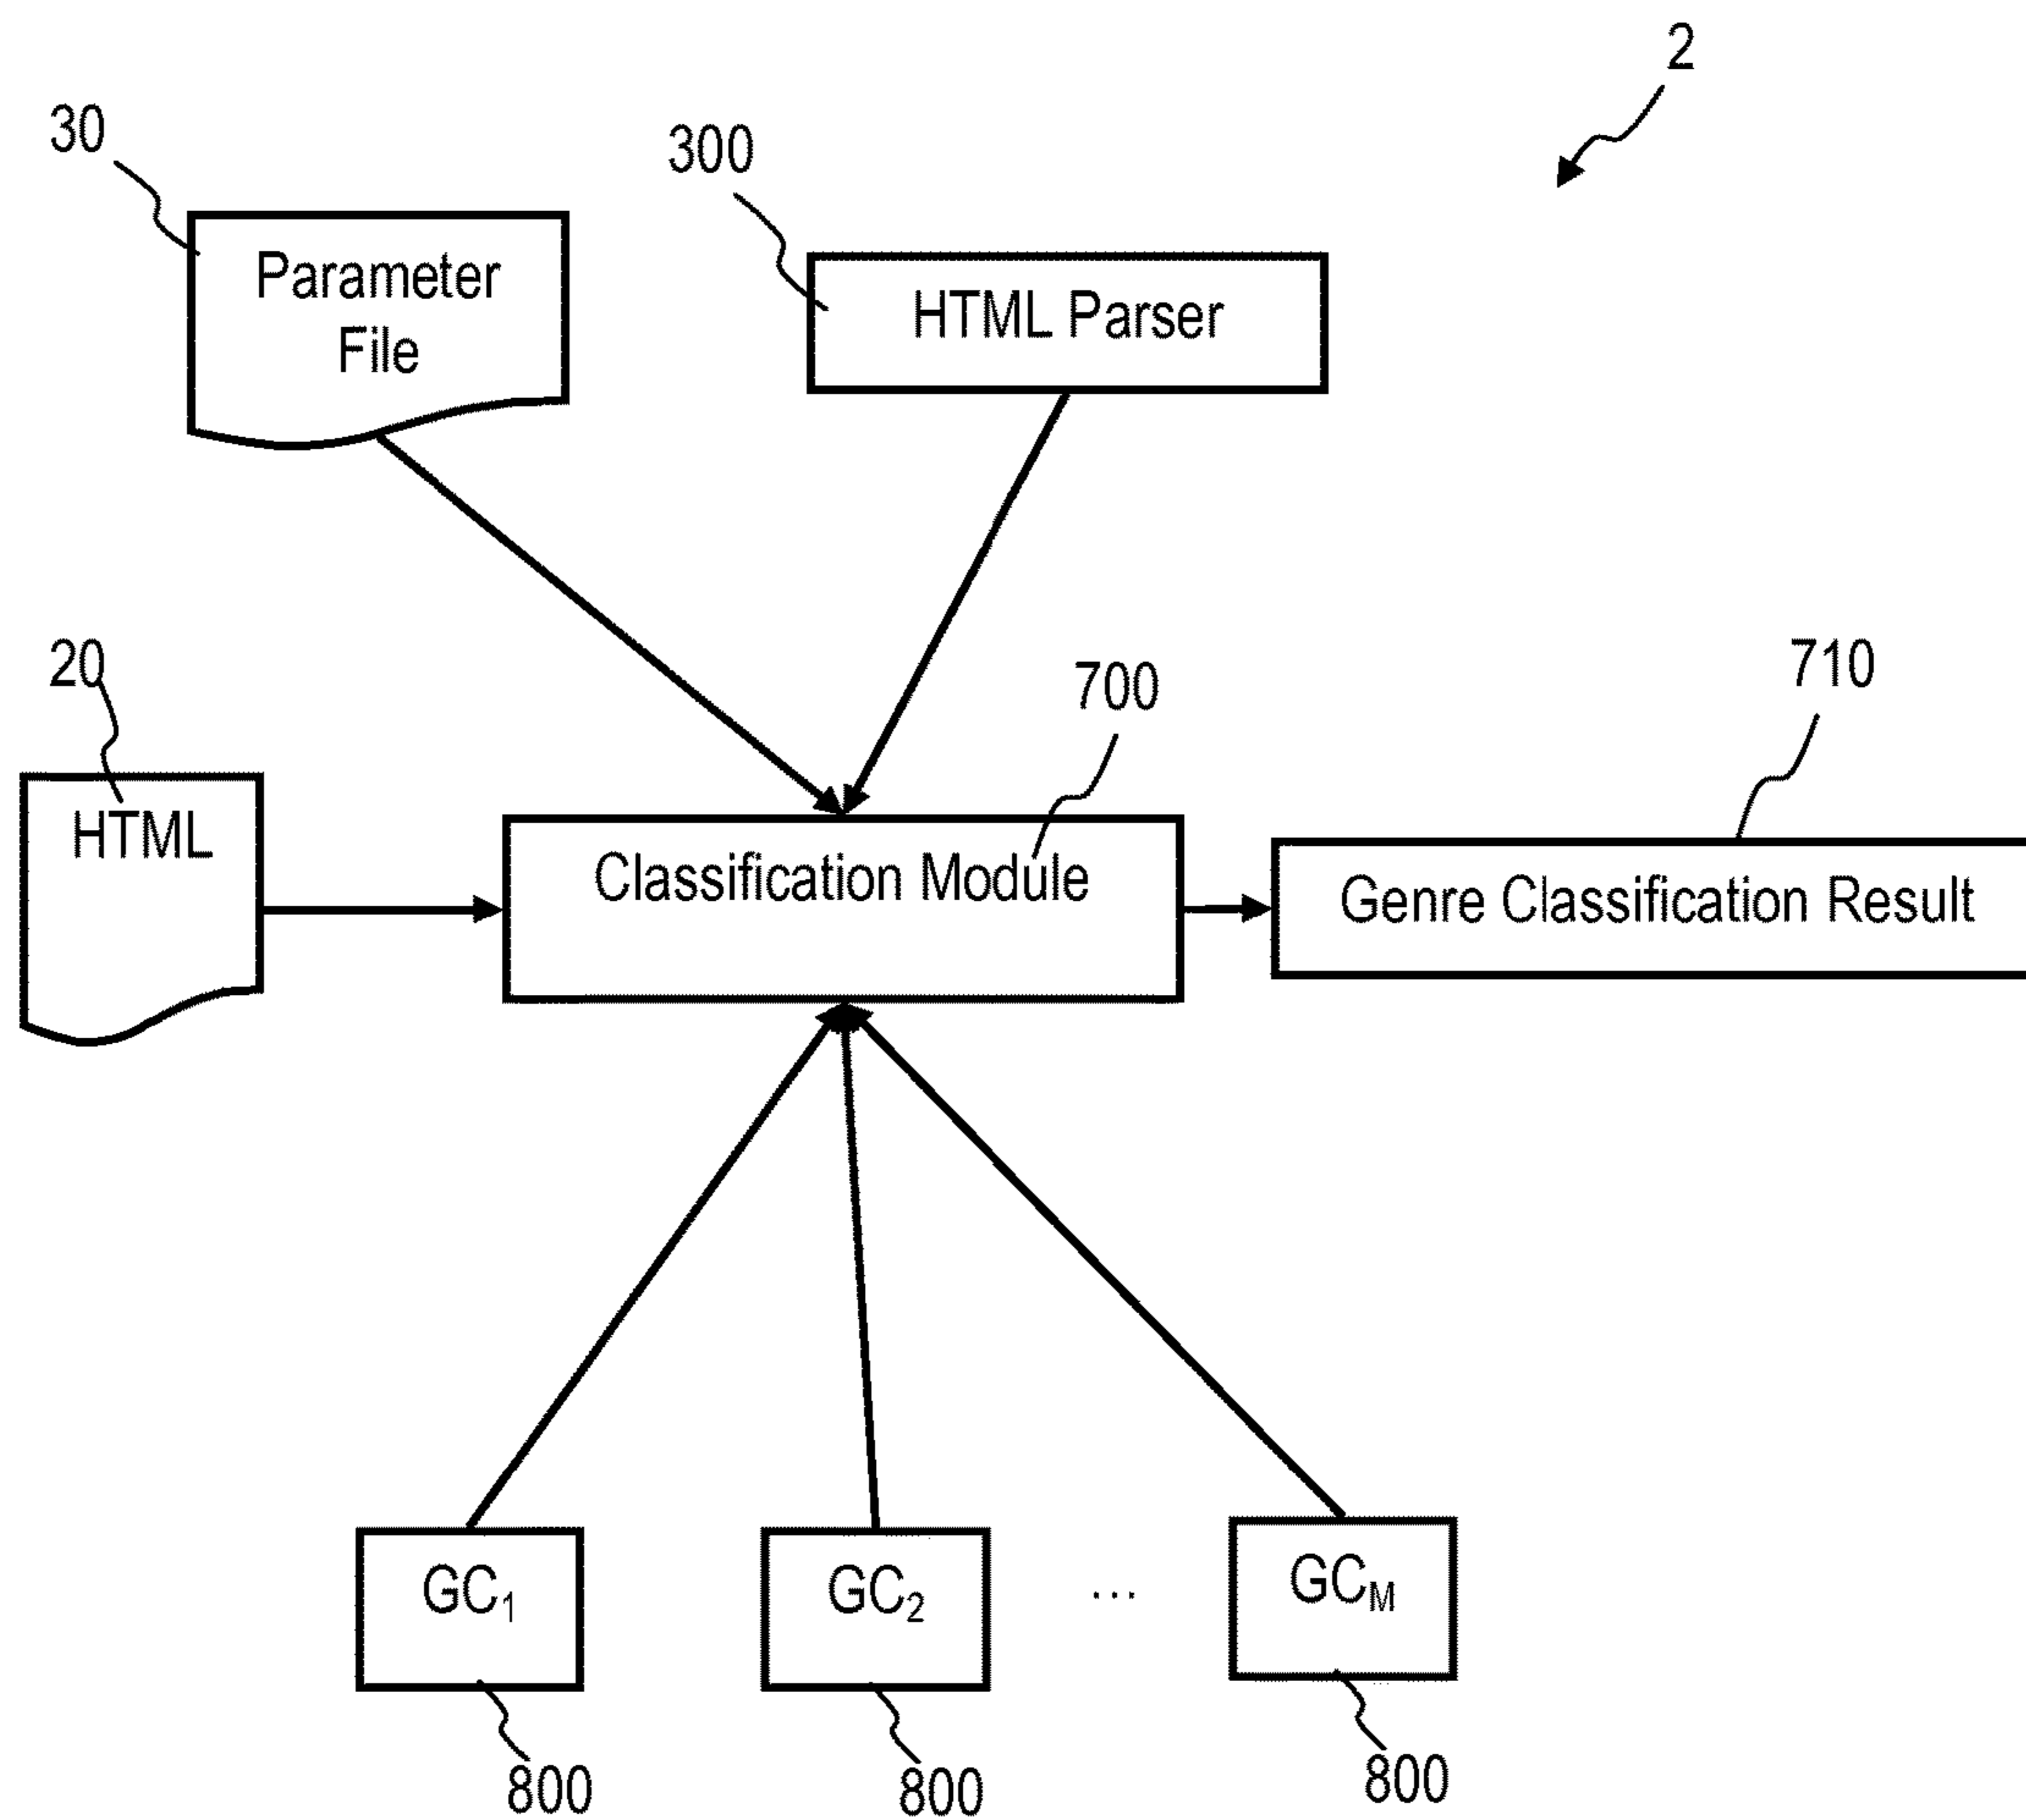 2
30
300
Parameter
File
HTML Parser
20
700
710
HTML
Classification Module
Genre Classification Result
GC₁
GC₂
...
GC_M
800
800
800